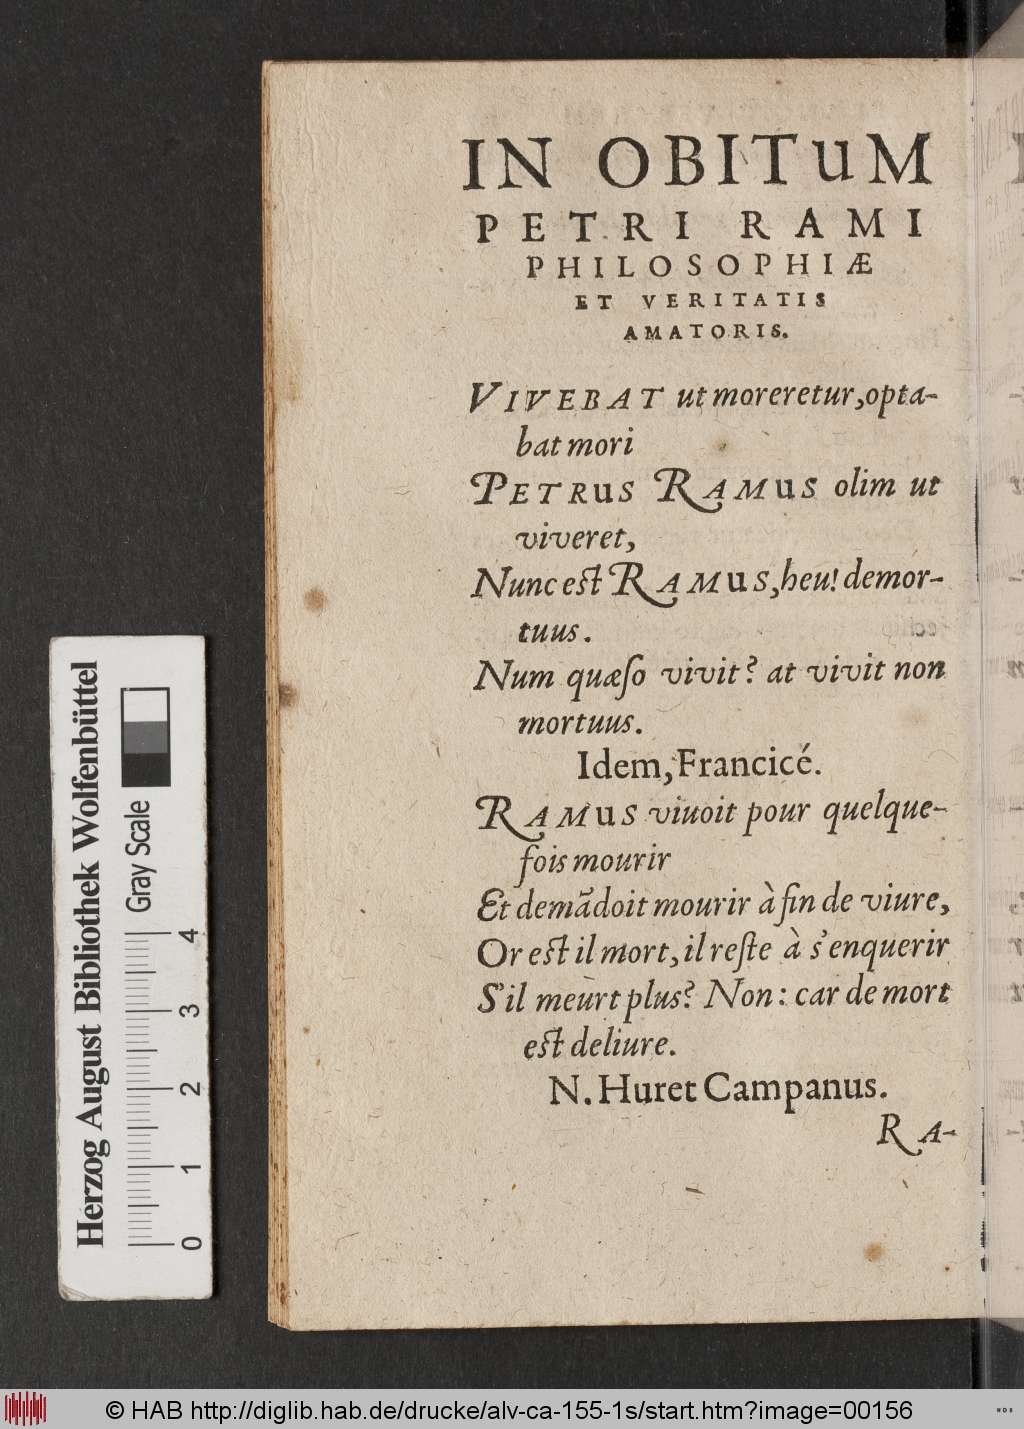 IN OBITUM
PETRI RAMI
PHILOSOPHIÆ
ET VERITATIS
AMATORIS.
VIVEBAT ut moreretur, opta-
bat mori
PETRUS RAMUS olim ut
viveret,
Nunc est RAMUS, heu! demor-
tuus.
Num quæſo vivit? at vivit non
mortuus.
Idem, Francicé.
RAMUS viuoit pour quelque-
fois mourir
Et demãdoit mourir à fin de viure,
Or est il mort, il reſte à s'enquerir
S'il meurt plus? Non: car de mort
est deliure.
N. Huret Campanus.
RA-
Herzog August Bibliothek Wolfenbüttel
Gray Scale
0 1 2 3 4
© HAB http://diglib.hab.de/drucke/alv-ca-155-1s/start.htm?image=00156